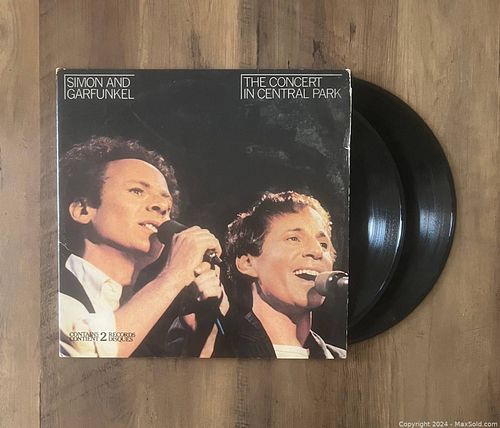 SIMON AND
GARFUNKEL
THE CONCERT
IN CENTRAL PARK
CONTAINS 2 RECORDS
CONTIENT DISQUES
Copyright 2024 - MaxSold.com